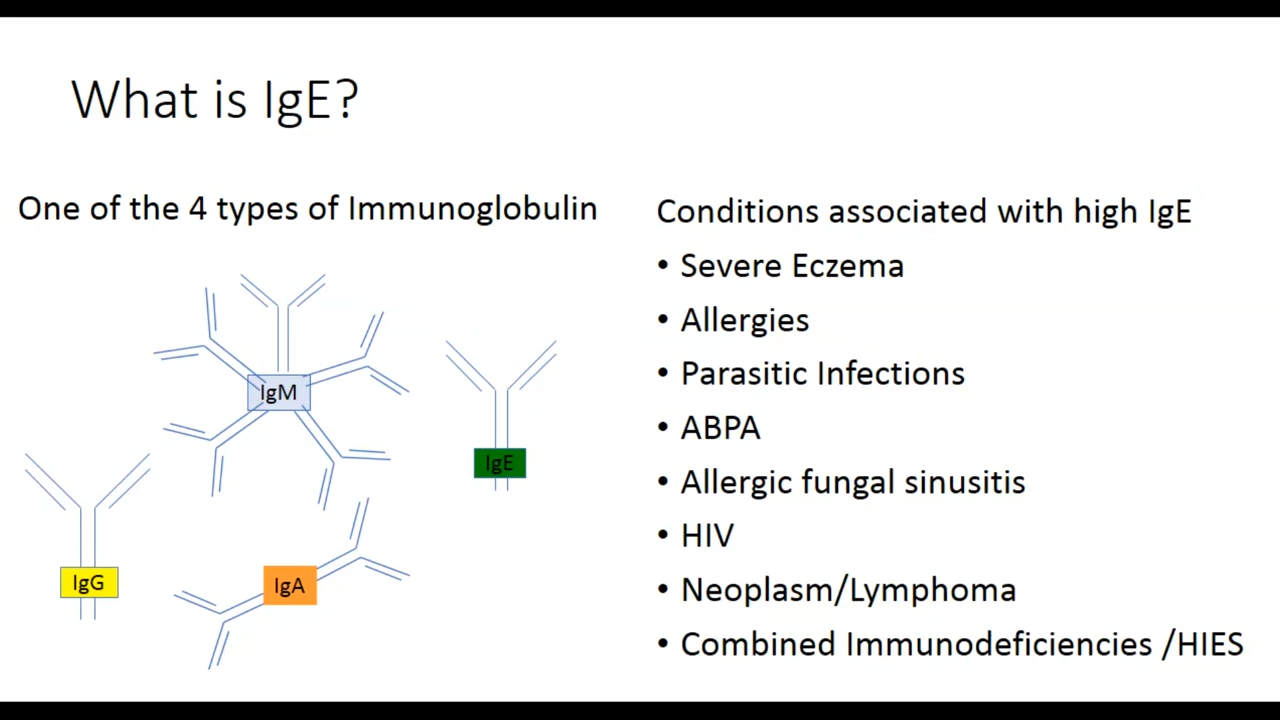 What is IgE?
One of the 4 types of Immunoglobulin
IgM
IgE
IgG
IgA
Conditions associated with high IgE
• Severe Eczema
• Allergies
• Parasitic Infections
• ABPA
• Allergic fungal sinusitis
• HIV
• Neoplasm/Lymphoma
• Combined Immunodeficiencies /HIES